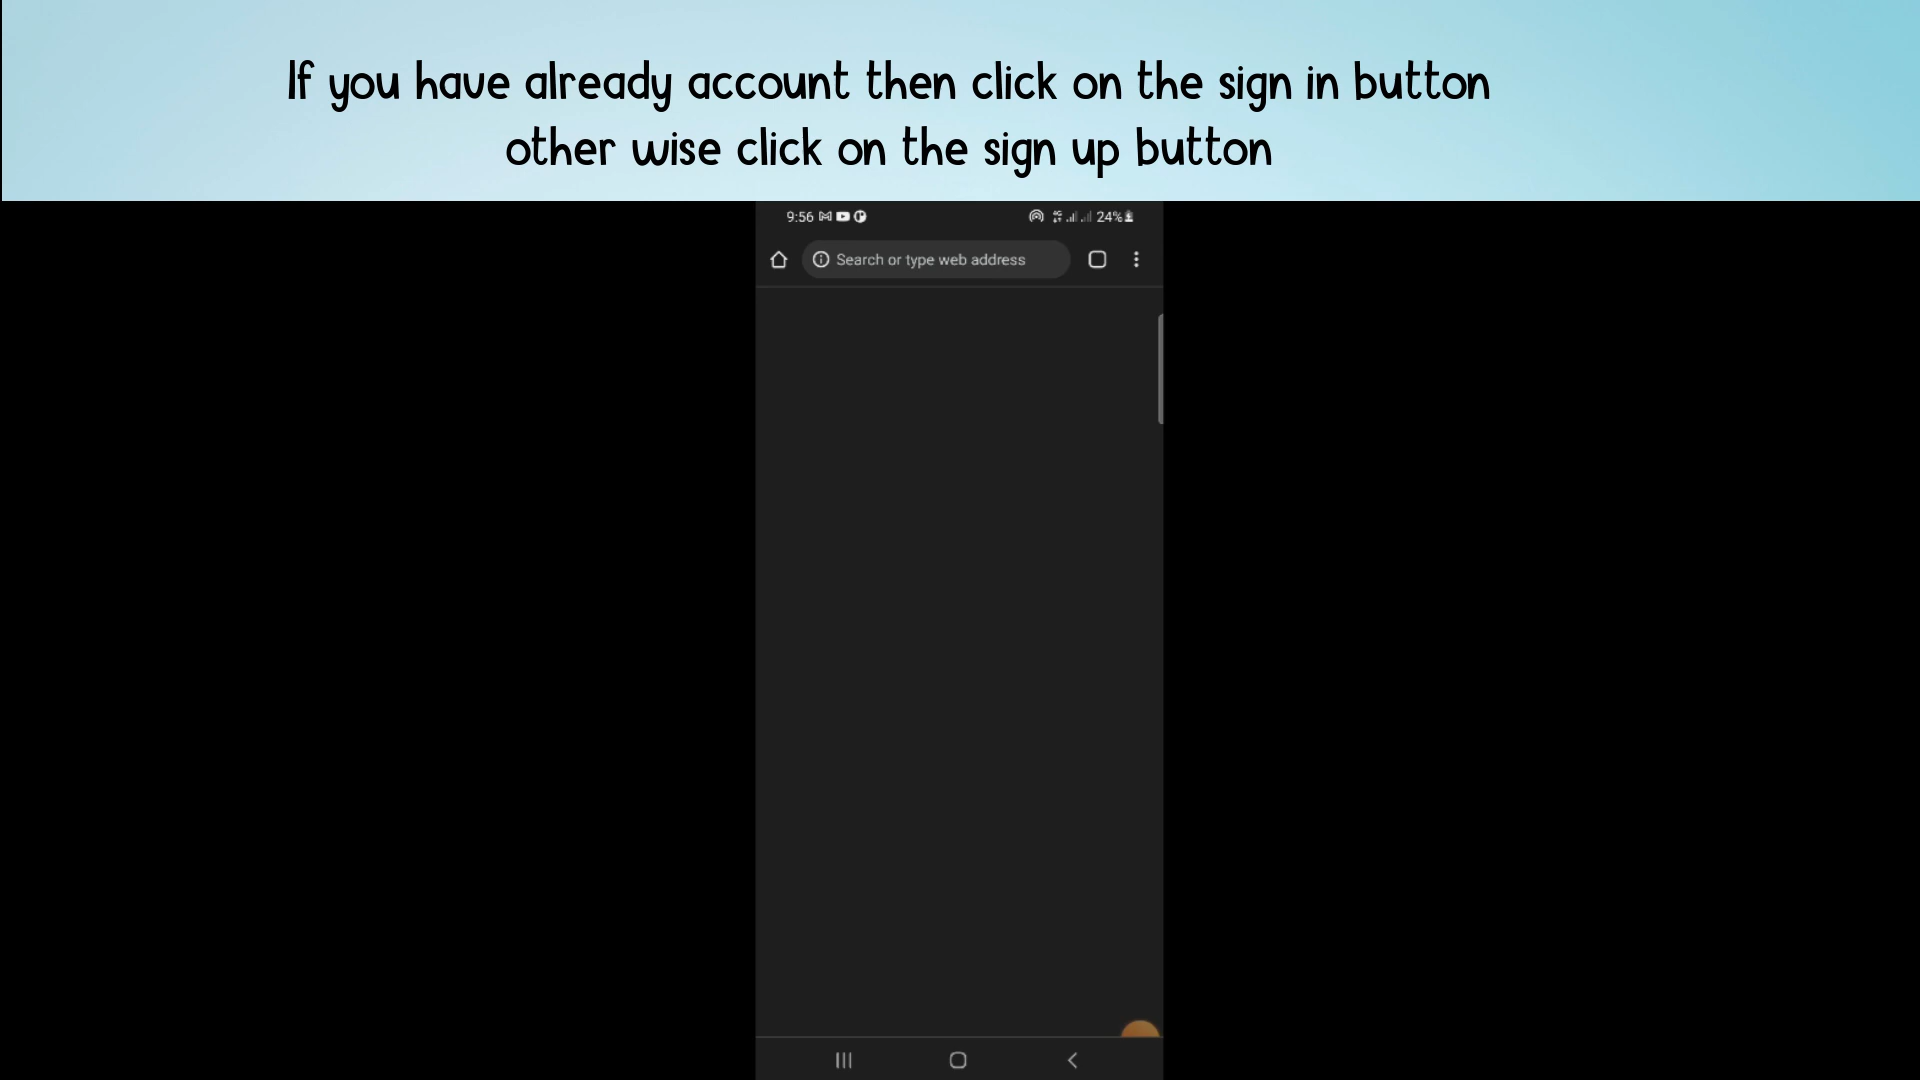 If you have already account then click on the sign in button
other wise click on the sign up button
9:56 24%
Search or type web address